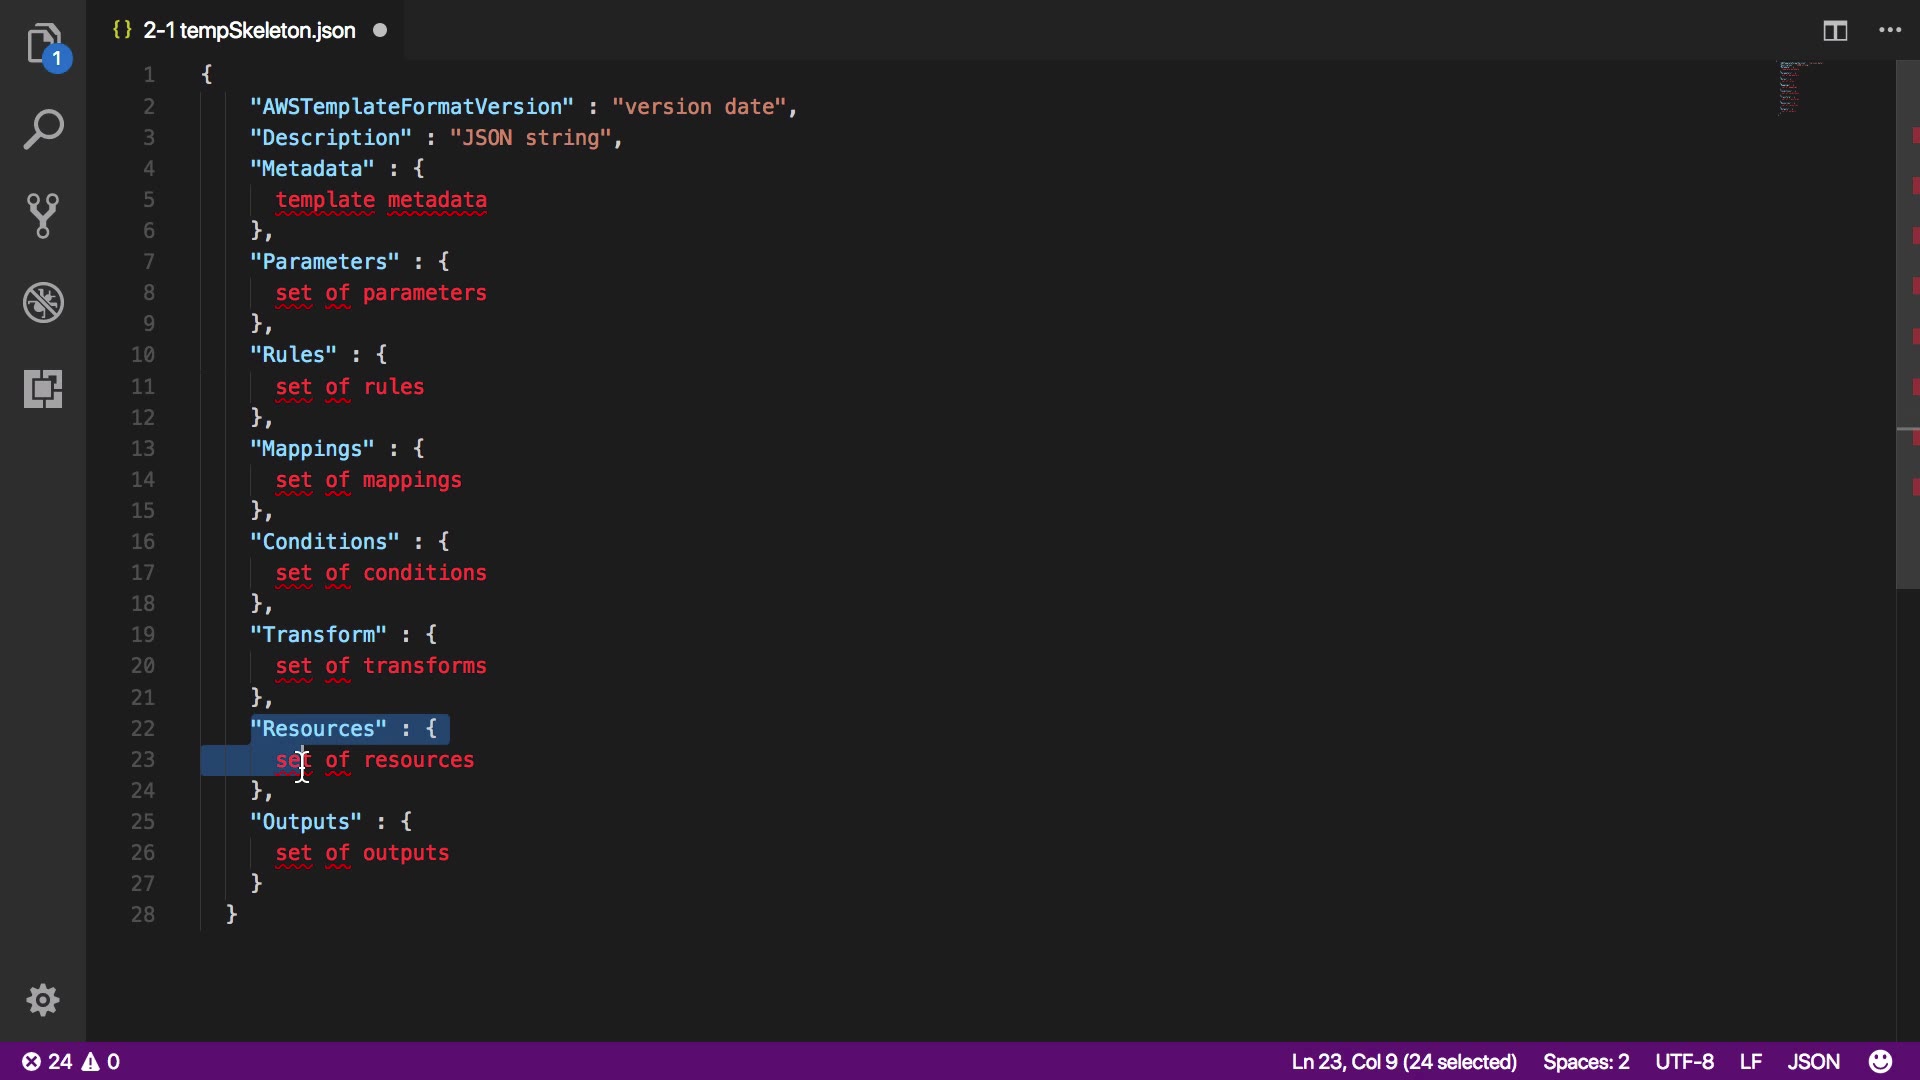 {} 2-1 tempSkeleton.json
1
1 {
2 "AWSTemplateFormatVersion" : "version date",
3 "Description" : "JSON string",
4 "Metadata" : {
5 template metadata
6 },
7 "Parameters" : {
8 set of parameters
9 },
10 "Rules" : {
11 set of rules
12 },
13 "Mappings" : {
14 set of mappings
15 },
16 "Conditions" : {
17 set of conditions
18 },
19 "Transform" : {
20 set of transforms
21 },
22 "Resources" : {
23 set of resources
24 },
25 "Outputs" : {
26 set of outputs
27 }
28 }
24 0 Ln 23, Col 9 (24 selected) Spaces: 2 UTF-8 LF JSON